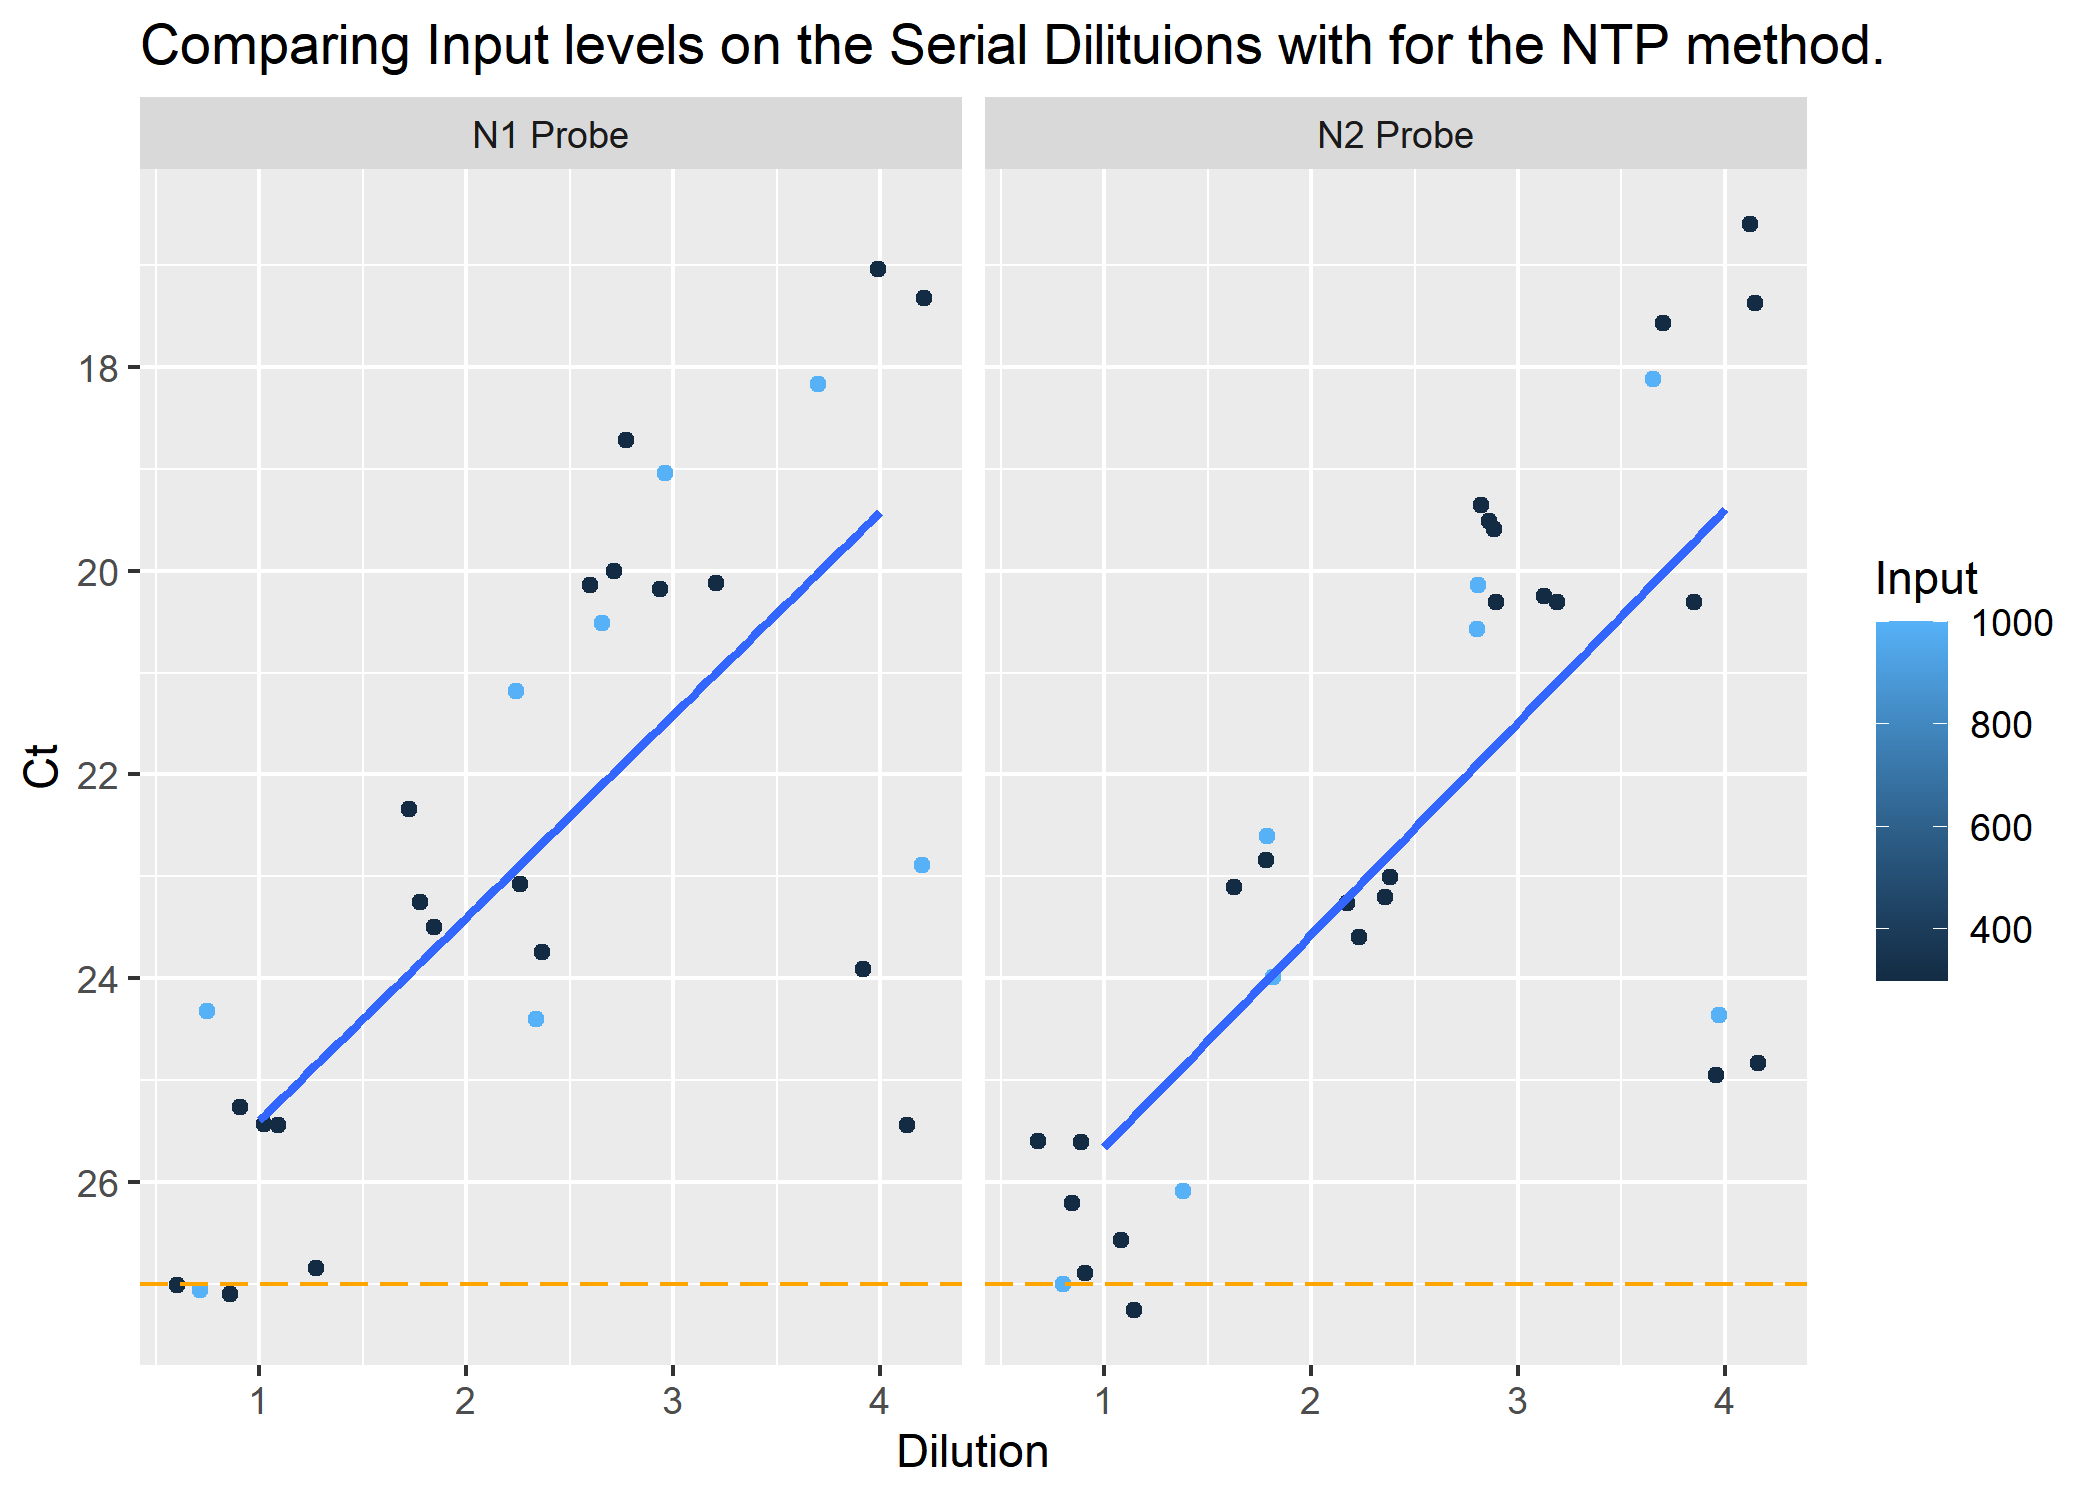 Comparing Input levels on the Serial Dilituions with for the NTP method.
N1 Probe
N2 Probe
18
20
22
24
26
Ct
1
2
3
4
1
2
3
4
Dilution
Input
1000
800
600
400